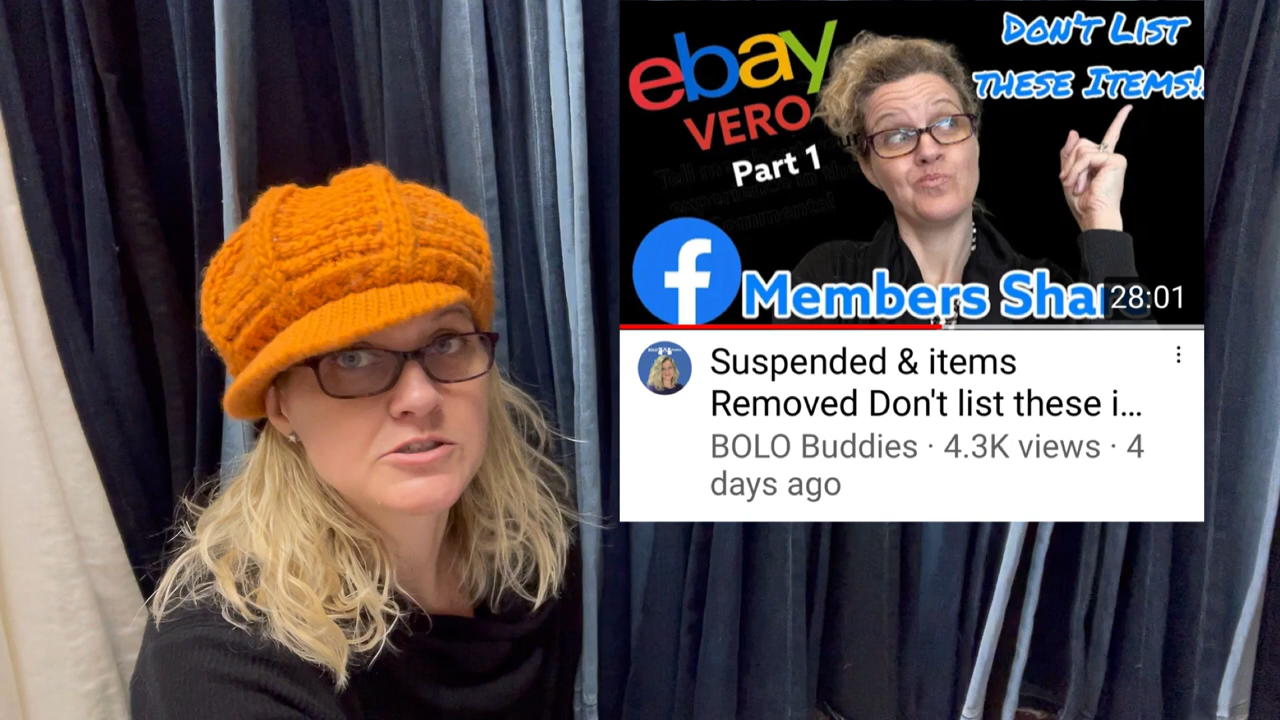 ebay
VERO
Part 1
DON'T LIST
THESE ITEMS!!
f
Members Sha
28:01
Suspended & items
Removed Don't list these i...
BOLO Buddies · 4.3K views · 4
days ago